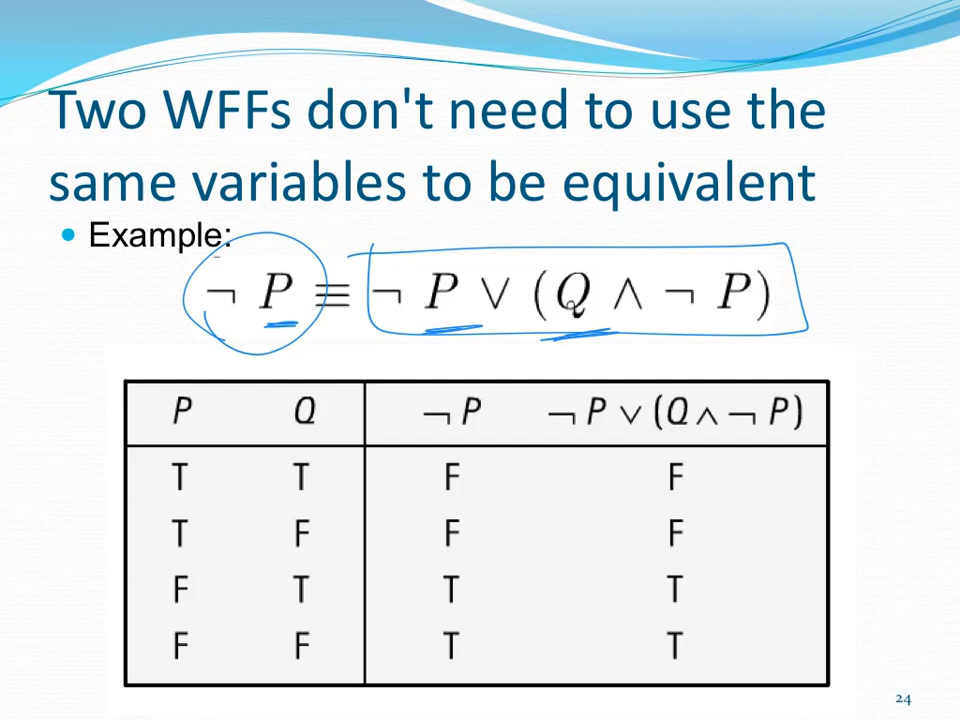 Two WFFs don't need to use the
same variables to be equivalent
Example:
¬ P ≡ ¬ P ∨ (Q ∧ ¬ P)
P Q ¬ P ¬ P ∨ (Q ∧ ¬ P)
T T F F
T F F F
F T T T
F F T T
24